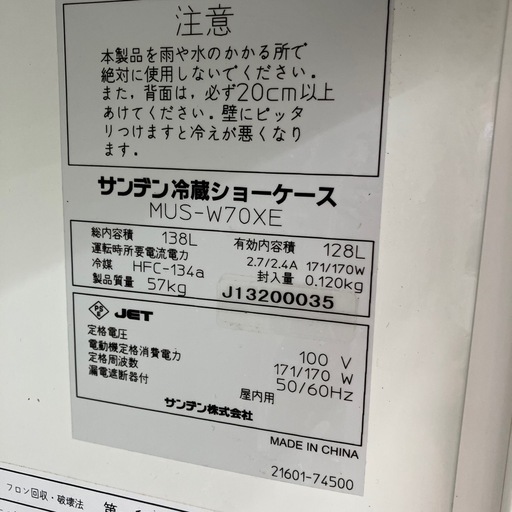 注意
本製品を雨や水のかかる所で
絶対に使用しないでください。
また、背面は、必ず20cm以上
あけてください。壁にピッタ
リつけますと冷えが悪くなり
ます。
サンデン冷蔵ショーケース
MUS-W70XE
総内容積 138L 有効内容積 128L
運転時所要電流電力 2.7/2.4A 171/170W
冷媒 HFC-134a 封入量 0.120kg
製品質量 57kg J13200035
PS E JET
定格電圧 100 V
電動機定格消費電力 171/170 W
定格周波数 50/60Hz
漏電遮断器付 屋内用
サンデン株式会社
MADE IN CHINA
21601-74500
フロン回収・破壊法 第